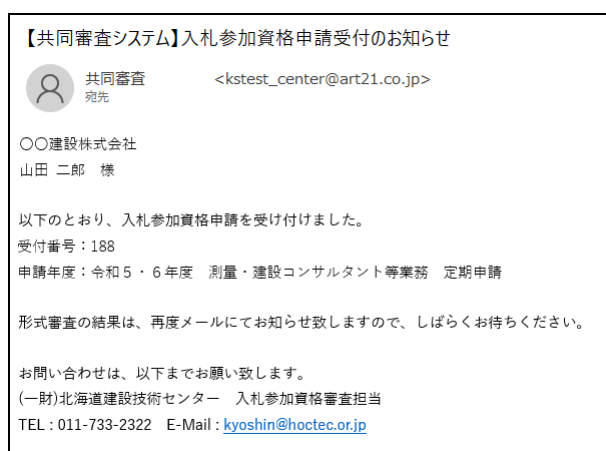 【共同審査システム】入札参加資格申請受付のお知らせ
共同審査　　　　<kstest_center@art21.co.jp>
宛先
〇〇建設株式会社
山田 二郎　様
以下のとおり、入札参加資格申請を受け付けました。
受付番号：188
申請年度：令和５・６年度　測量・建設コンサルタント等業務　定期申請
形式審査の結果は、再度メールにてお知らせ致しますので、しばらくお待ちください。
お問い合わせは、以下までお願い致します。
(一財)北海道建設技術センター　入札参加資格審査担当
TEL : 011-733-2322　E-Mail : kyoshin@hoctec.or.jp